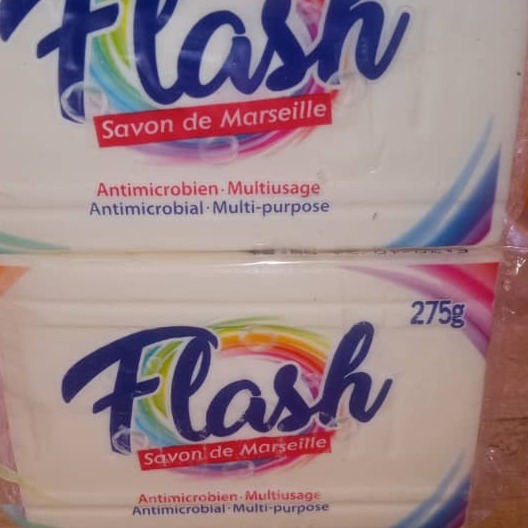 Flash
Savon de Marseille
Antimicrobien·Multiusage
Antimicrobial·Multi-purpose
275g
Flash
Savon de Marseille
Antimicrobien·Multiusage
Antimicrobial·Multi-purpose